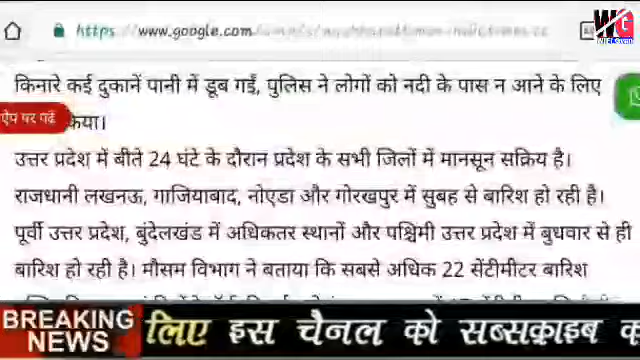 https://www.google.com
WG
किनारे कई दुकानें पानी में डूब गईं, पुलिस ने लोगों को नदी के पास न आने के लिए
ऐप पर पढें
किया।
उत्तर प्रदेश में बीते 24 घंटे के दौरान प्रदेश के सभी जिलों में मानसून सक्रिय है।
राजधानी लखनऊ, गाजियाबाद, नोएडा और गोरखपुर में सुबह से बारिश हो रही है।
पूर्वी उत्तर प्रदेश, बुंदेलखंड में अधिकतर स्थानों और पश्चिमी उत्तर प्रदेश में बुधवार से ही
बारिश हो रही है। मौसम विभाग ने बताया कि सबसे अधिक 22 सेंटीमीटर बारिश
BREAKING NEWS
लिए इस चैनल को सब्सक्राइब क